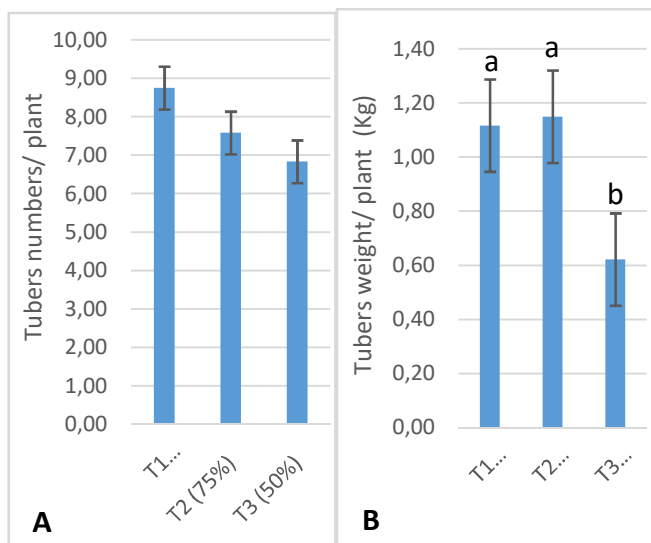 Tubers numbers/ plant
10,00
9,00
8,00
7,00
6,00
5,00
4,00
3,00
2,00
1,00
0,00
T1...
T2 (75%)
T3 (50%)
A
Tubers weight/ plant (Kg)
1,40
1,20
1,00
0,80
0,60
0,40
0,20
0,00
a
a
b
T1...
T2...
T3...
B